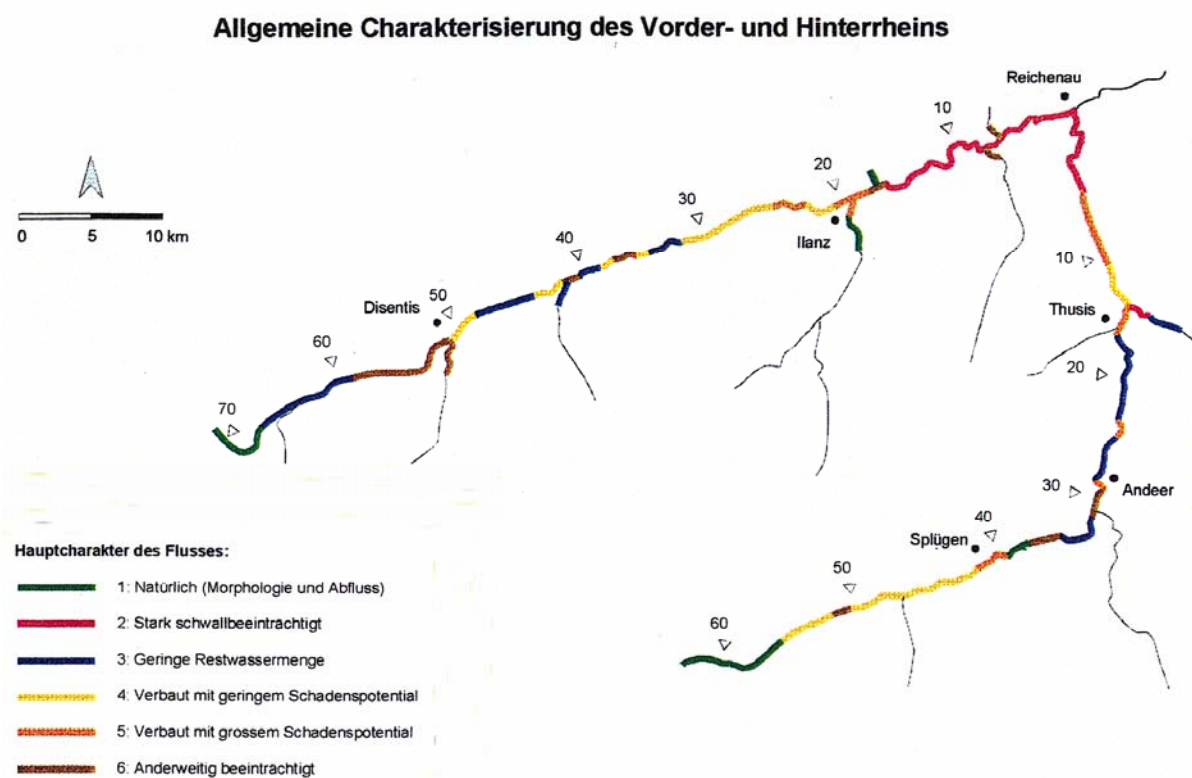 Allgemeine Charakterisierung des Vorder- und Hinterrheins
Reichenau
10
20
30
Ilanz
40
10
50
Disentis
Thusis
60
20
70
30
Andeer
40
Splügen
50
60
0 5 10 km
Hauptcharakter des Flusses:
1: Natürlich (Morphologie und Abfluss)
2: Stark schwallbeeinträchtigt
3: Geringe Restwassermenge
4: Verbaut mit geringem Schadenspotential
5: Verbaut mit grossem Schadenspotential
6: Anderweitig beeinträchtigt